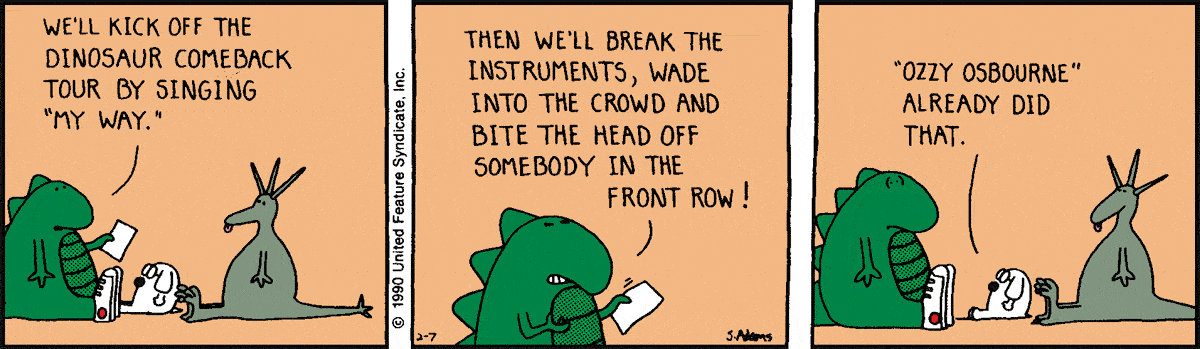 WE'LL KICK OFF THE
DINOSAUR COMEBACK
TOUR BY SINGING
"MY WAY."
© 1990 United Feature Syndicate, Inc.
THEN WE'LL BREAK THE
INSTRUMENTS, WADE
INTO THE CROWD AND
BITE THE HEAD OFF
SOMEBODY IN THE
FRONT ROW!
2-7
S.Adams
"OZZY OSBOURNE"
ALREADY DID
THAT.